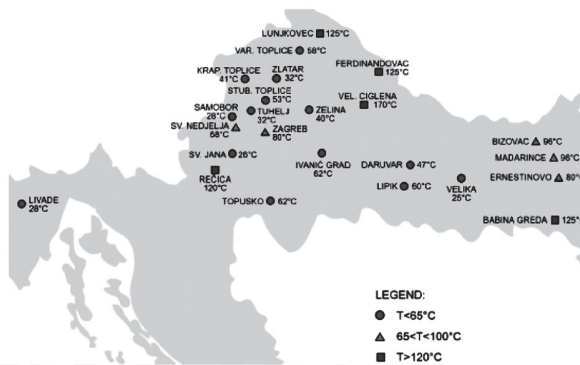 LUNJKOVEC 125°C
VAR. TOPLICE 58°C
FERDINANDOVAC
125°C
KRAP. TOPLICE
41°C
ZLATAR
32°C
STUB. TOPLICE
53°C
VEL. CIGLENA
170°C
SAMOBOR
28°C
TUHELJ
32°C
ZELINA
40°C
SV. NEDJELJA
68°C
ZAGREB
80°C
BIZOVAC 96°C
MADARINCE 96°C
SV. JANA 26°C
IVANIĆ GRAD
62°C
DARUVAR 47°C
REČICA
120°C
LIPIK 60°C
VELIKA
25°C
ERNESTINOVO 80°C
LIVADE
28°C
TOPUSKO 62°C
BABINA GREDA 125°
LEGEND:
T<65°C
65<T<100°C
T>120°C